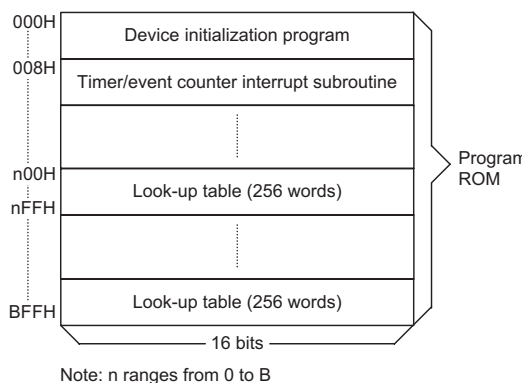 000H
Device initialization program
008H
Timer/event counter interrupt subroutine
n00H
Look-up table (256 words)
nFFH
Program
ROM
Look-up table (256 words)
BFFH
16 bits
Note: n ranges from 0 to B